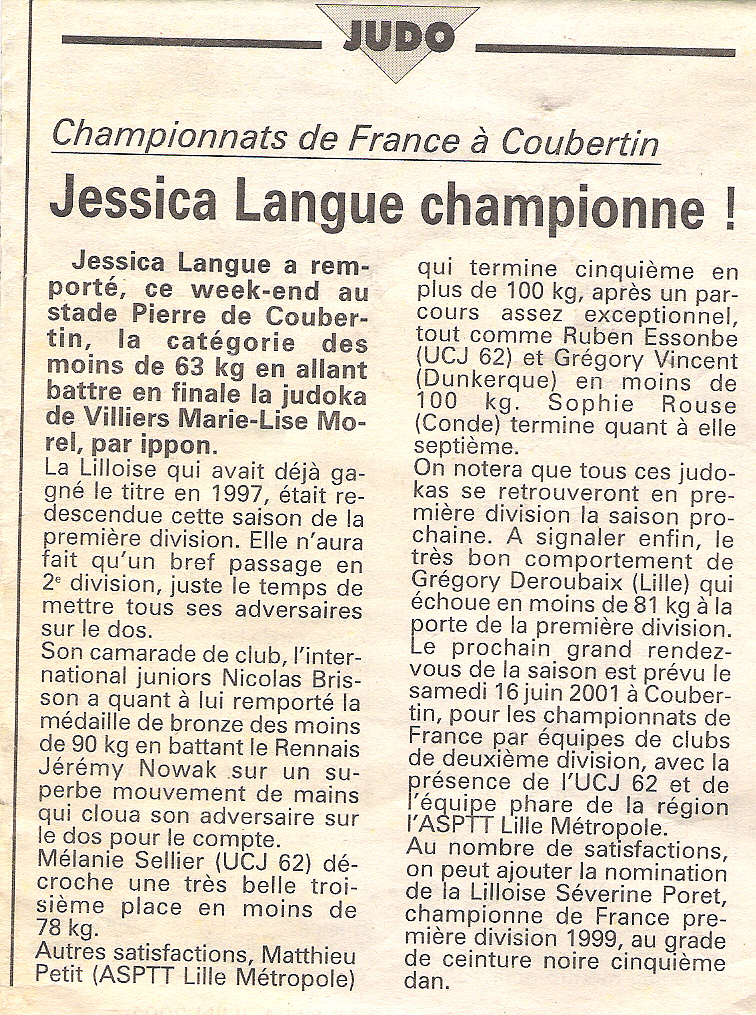 JUDO
Championnats de France à Coubertin
Jessica Langue championne !
Jessica Langue a rem-
porté, ce week-end au
stade Pierre de Couber-
tin, la catégorie des
moins de 63 kg en allant
battre en finale la judoka
de Villiers Marie-Lise Mo-
rel, par ippon.
La Lilloise qui avait déjà ga-
gné le titre en 1997, était re-
descendue cette saison de la
première division. Elle n'aura
fait qu'un bref passage en
2e division, juste le temps de
mettre tous ses adversaires
sur le dos.
Son camarade de club, l'inter-
national juniors Nicolas Bris-
son a quant à lui remporté la
médaille de bronze des moins
de 90 kg en battant le Rennais
Jérémy Nowak sur un su-
perbe mouvement de mains
qui cloua son adversaire sur
le dos pour le compte.
Mélanie Sellier (UCJ 62) dé-
croche une très belle troi-
sième place en moins de
78 kg.
Autres satisfactions, Matthieu
Petit (ASPTT Lille Métropole)
qui termine cinquième en
plus de 100 kg, après un par-
cours assez exceptionnel,
tout comme Ruben Essonbe
(UCJ 62) et Grégory Vincent
(Dunkerque) en moins de
100 kg. Sophie Rouse
(Conde) termine quant à elle
septième.
On notera que tous ces judo-
kas se retrouveront en pre-
mière division la saison pro-
chaine. A signaler enfin, le
très bon comportement de
Grégory Deroubaix (Lille) qui
échoue en moins de 81 kg à la
porte de la première division.
Le prochain grand rendez-
vous de la saison est prévu le
samedi 16 juin 2001 à Couber-
tin, pour les championnats de
France par équipes de clubs
de deuxième division, avec la
présence de l'UCJ 62 et de
l'équipe phare de la région
l'ASPTT Lille Métropole.
Au nombre de satisfactions,
on peut ajouter la nomination
de la Lilloise Séverine Poret,
championne de France pre-
mière division 1999, au grade
de ceinture noire cinquième
dan.